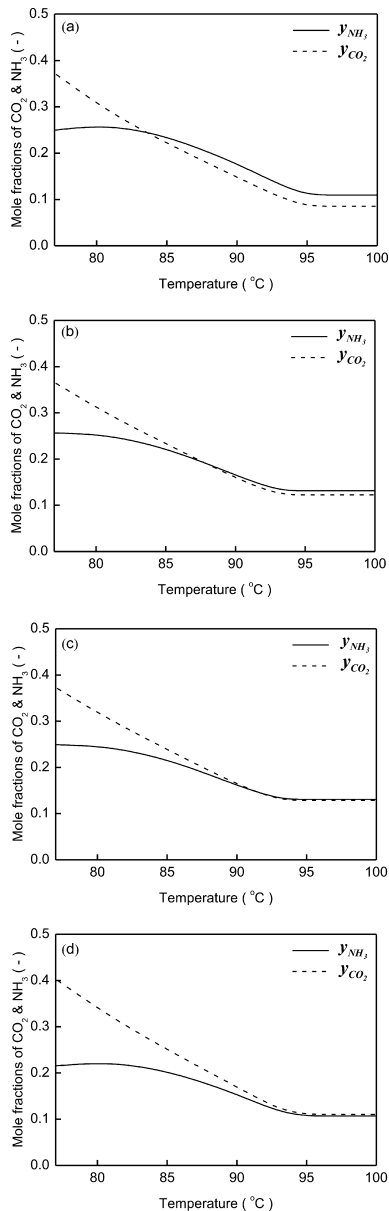 Mole fractions of CO₂ & NH₃ ( - )
(a)
y_NH₃
y_CO₂
0.5
0.4
0.3
0.2
0.1
0.0
80 85 90 95 100
Temperature ( °C )
Mole fractions of CO₂ & NH₃ ( - )
(b)
y_NH₃
y_CO₂
0.5
0.4
0.3
0.2
0.1
0.0
80 85 90 95 100
Temperature ( °C )
Mole fractions of CO₂ & NH₃ ( - )
(c)
y_NH₃
y_CO₂
0.5
0.4
0.3
0.2
0.1
0.0
80 85 90 95 100
Temperature ( °C )
Mole fractions of CO₂ & NH₃ ( - )
(d)
y_NH₃
y_CO₂
0.5
0.4
0.3
0.2
0.1
0.0
80 85 90 95 100
Temperature ( °C )